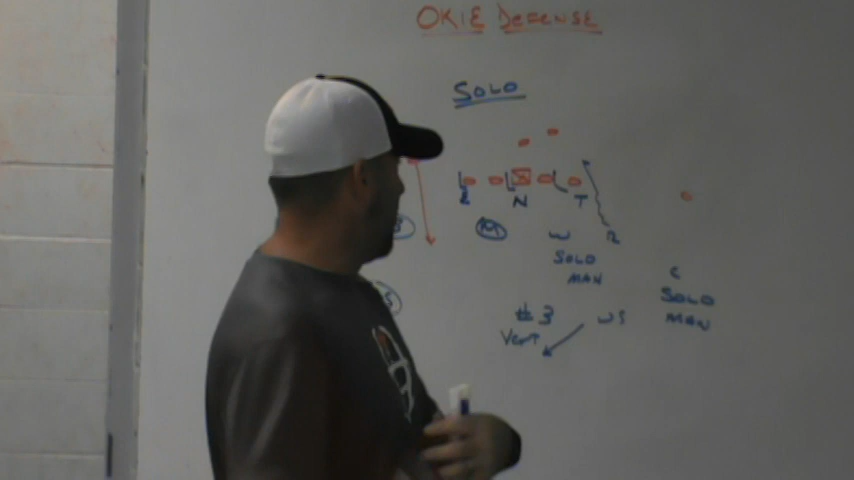 OKIE DEFENSE
SOLO
E N T
M
W R
SOLO
MAN
C
SOLO
MAN
#3
VERT
WS